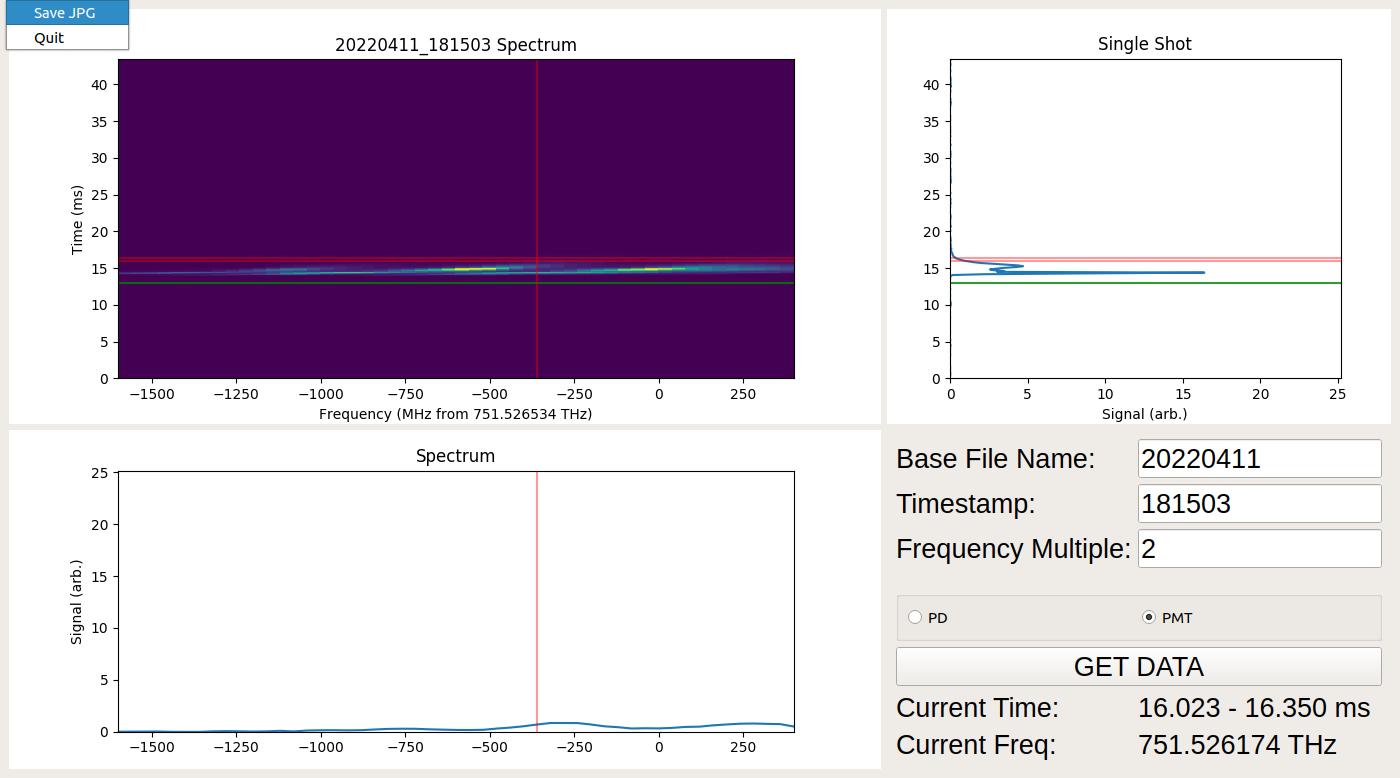 Save JPG
Quit
20220411_181503 Spectrum
40
35
30
25
20
15
10
5
0
Time (ms)
−1500 −1250 −1000 −750 −500 −250 0 250
Frequency (MHz from 751.526534 THz)
Single Shot
40
35
30
25
20
15
10
5
0
0 5 10 15 20 25
Signal (arb.)
Spectrum
25
20
15
10
5
0
Signal (arb.)
−1500 −1250 −1000 −750 −500 −250 0 250
Base File Name: 20220411
Timestamp: 181503
Frequency Multiple: 2
PD PMT
GET DATA
Current Time: 16.023 - 16.350 ms
Current Freq: 751.526174 THz